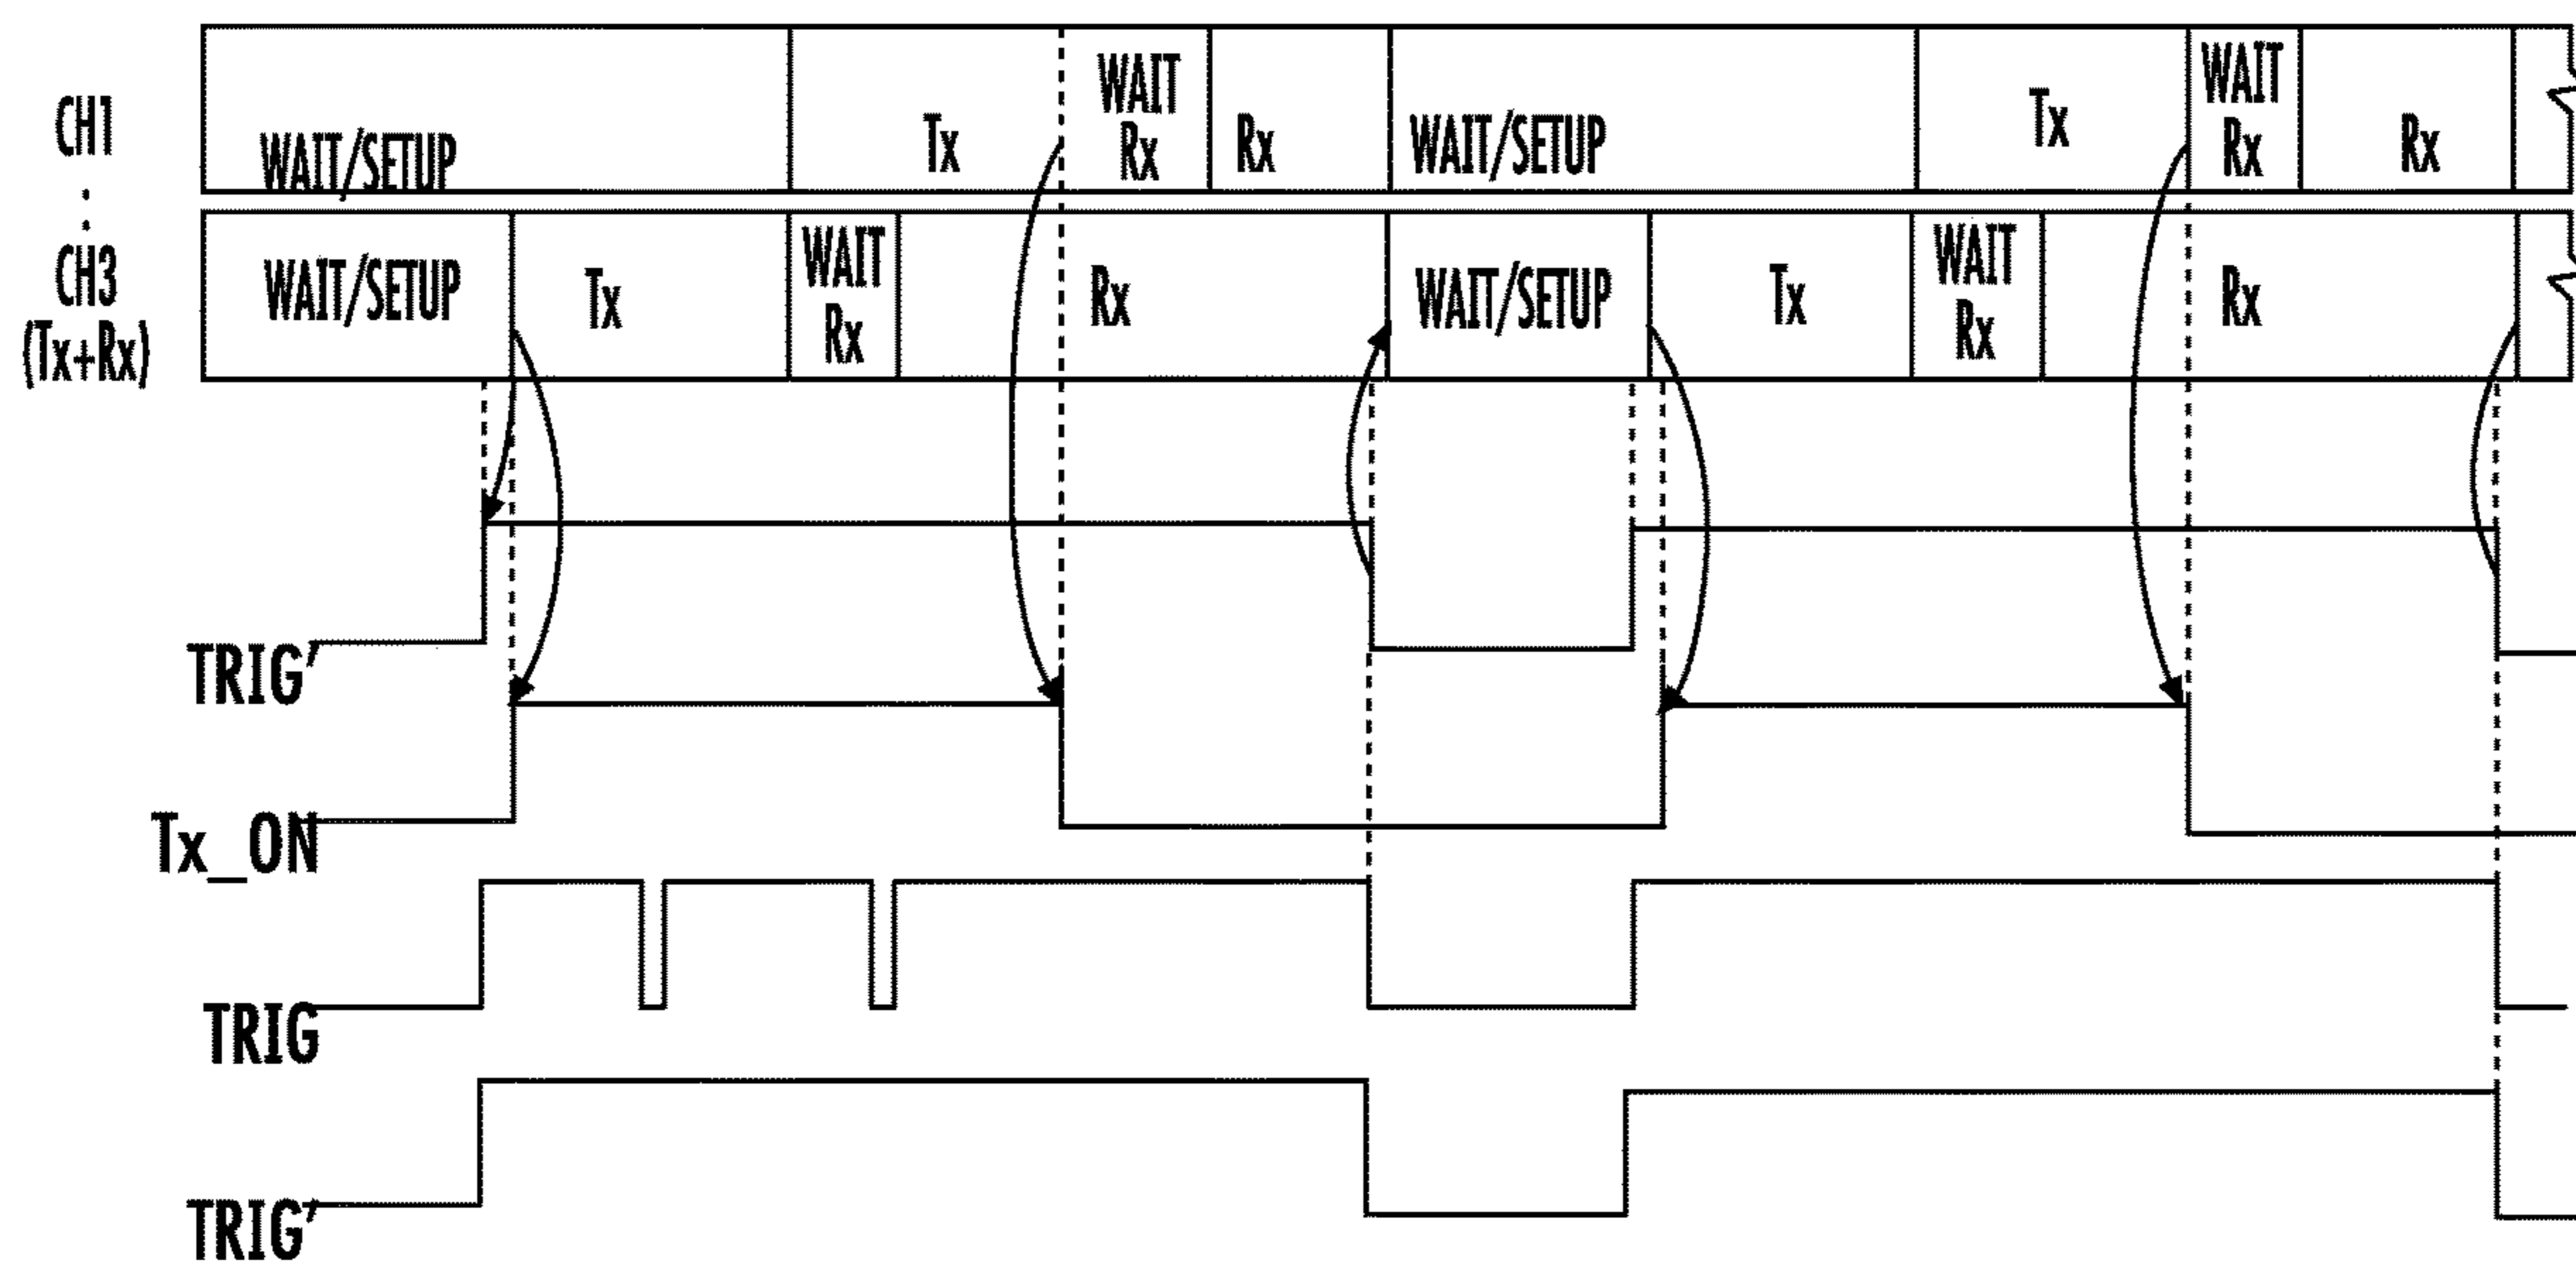 CH1
WAIT/SETUP
Tx
WAIT
Rx
Rx
WAIT/SETUP
Tx
WAIT
Rx
Rx
.
.
CH3
(Tx+Rx)
WAIT/SETUP
Tx
WAIT
Rx
Rx
WAIT/SETUP
Tx
WAIT
Rx
Rx
TRIG'
Tx_ON
TRIG
TRIG'